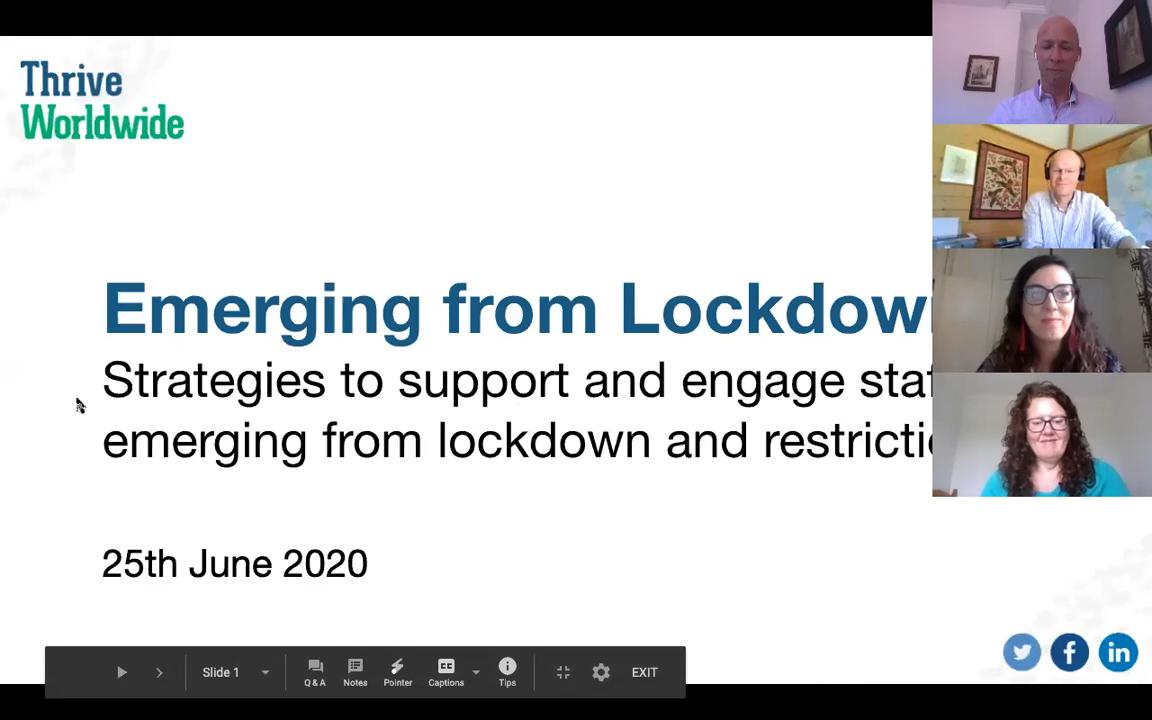 Thrive
Worldwide
Emerging from Lockdow
Strategies to support and engage sta
emerging from lockdown and restricti
25th June 2020
Slide 1
Q & A
Notes
Pointer
CC
Captions
Tips
EXIT